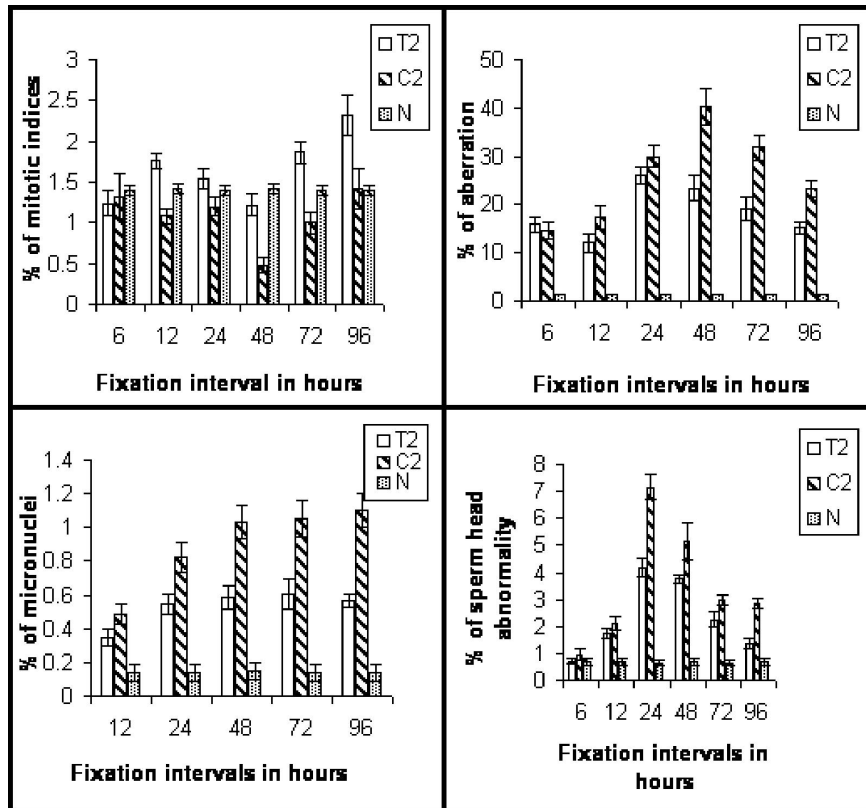 T2
C2
N
% of mitotic indices
3
2.5
2
1.5
1
0.5
0
6 12 24 48 72 96
Fixation interval in hours
T2
C2
N
% of aberration
50
40
30
20
10
0
6 12 24 48 72 96
Fixation intervals in hours
T2
C2
N
% of micronuclei
1.4
1.2
1
0.8
0.6
0.4
0.2
0
12 24 48 72 96
Fixation intervals in hours
T2
C2
N
% of sperm head
abnormality
8
7
6
5
4
3
2
1
0
6 12 24 48 72 96
Fixation intervals in
hours